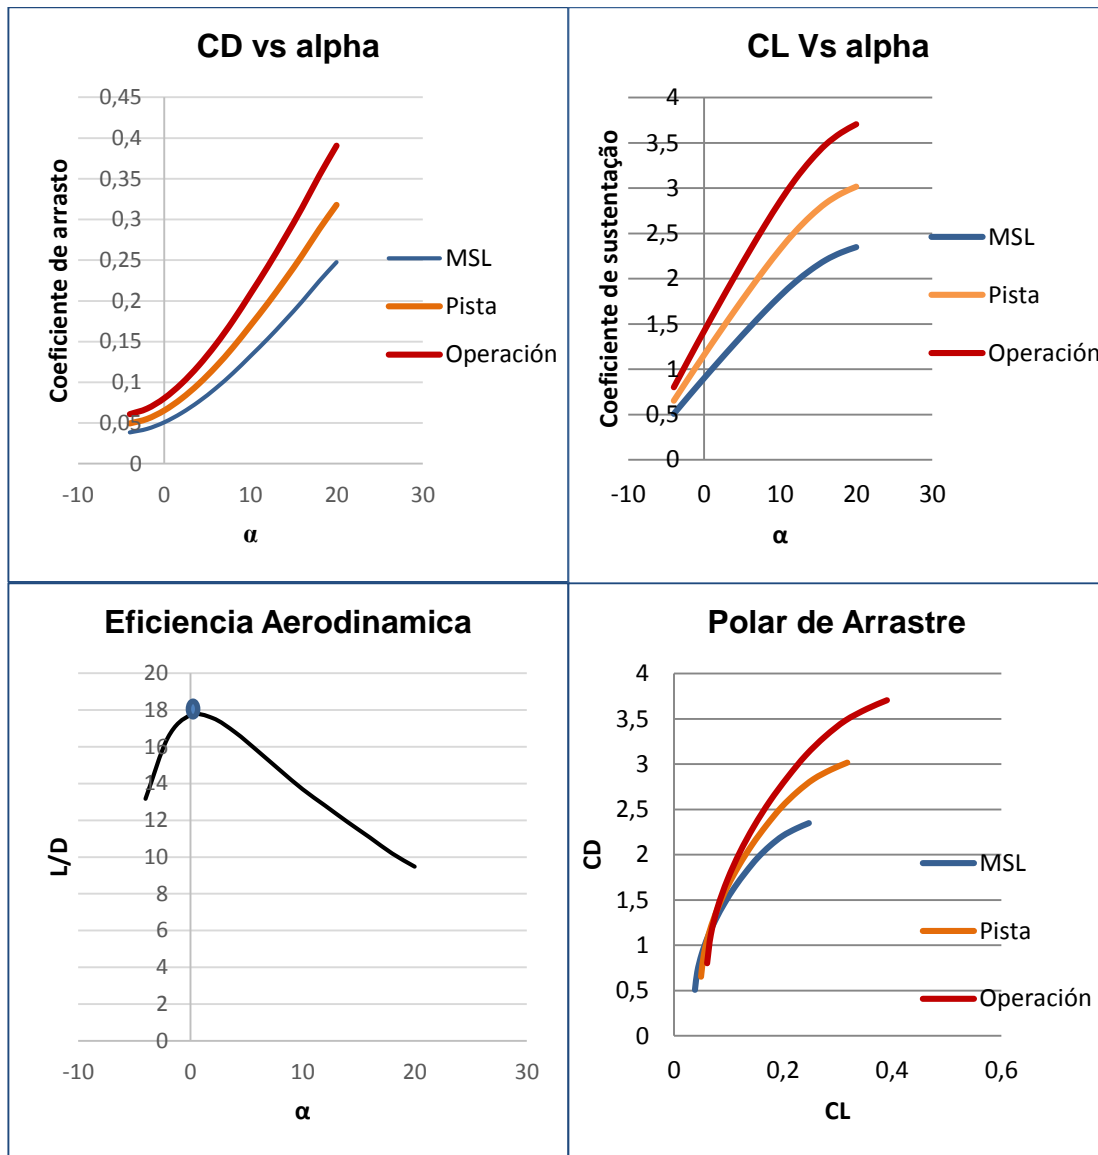 CD vs alpha
Coeficiente de arrasto
0,45
0,4
0,35
0,3
0,25
0,2
0,15
0,1
0,05
0
-10 0 10 20 30
α
MSL
Pista
Operación
CL Vs alpha
Coeficiente de sustentação
4
3,5
3
2,5
2
1,5
1
0,5
0
-10 0 10 20 30
α
MSL
Pista
Operación
Eficiencia Aerodinamica
L/D
20
18
16
14
12
10
8
6
4
2
0
-10 0 10 20 30
α
Polar de Arrastre
CD
4
3,5
3
2,5
2
1,5
1
0,5
0
0 0,2 0,4 0,6
CL
MSL
Pista
Operación